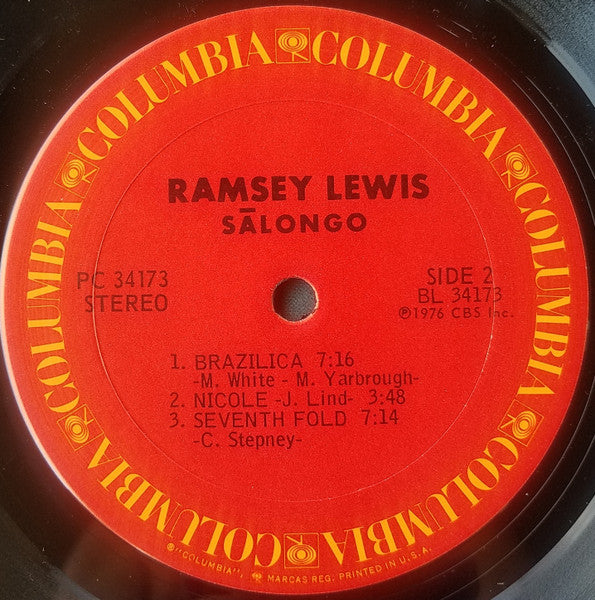 COLUMBIA COLUMBIA COLUMBIA COLUMBIA COLUMBIA COLUMBIA
RAMSEY LEWIS
SĀLONGO
PC 34173
STEREO
SIDE 2
BL 34173
℗1976 CBS Inc.
1. BRAZILICA 7:16
-M. White - M. Yarbrough-
2. NICOLE -J. Lind- 3:48
3. SEVENTH FOLD 7:14
-C. Stepney-
®"COLUMBIA", MARCAS REG. PRINTED IN U.S.A.